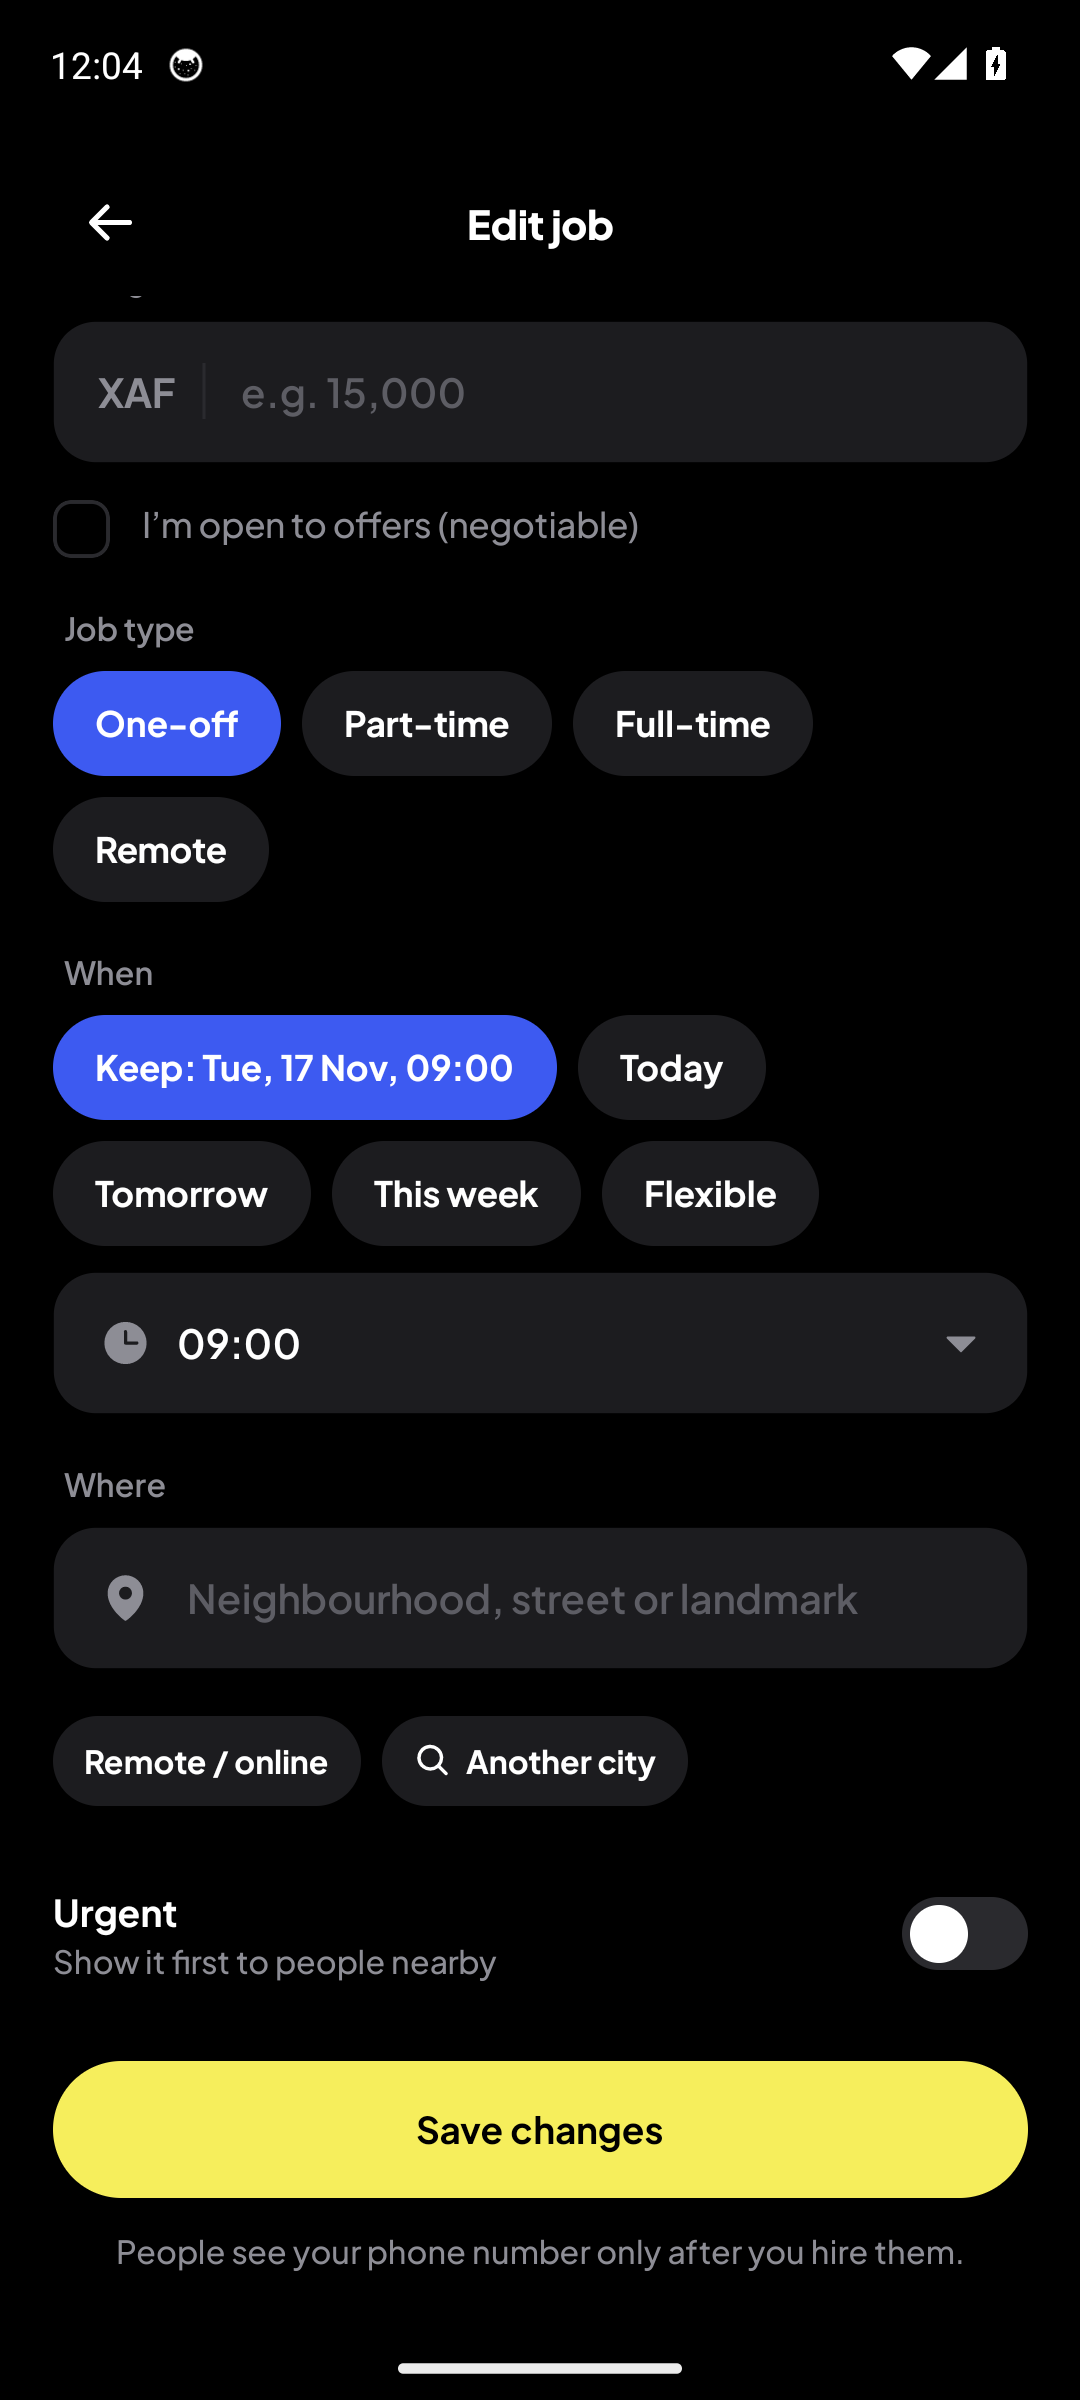 12:04
Edit job
XAF e.g. 15,000
I’m open to offers (negotiable)
Job type
One-off Part-time Full-time
Remote
When
Keep: Tue, 17 Nov, 09:00 Today
Tomorrow This week Flexible
09:00
Where
Neighbourhood, street or landmark
Remote / online Another city
Urgent
Show it first to people nearby
Save changes
People see your phone number only after you hire them.